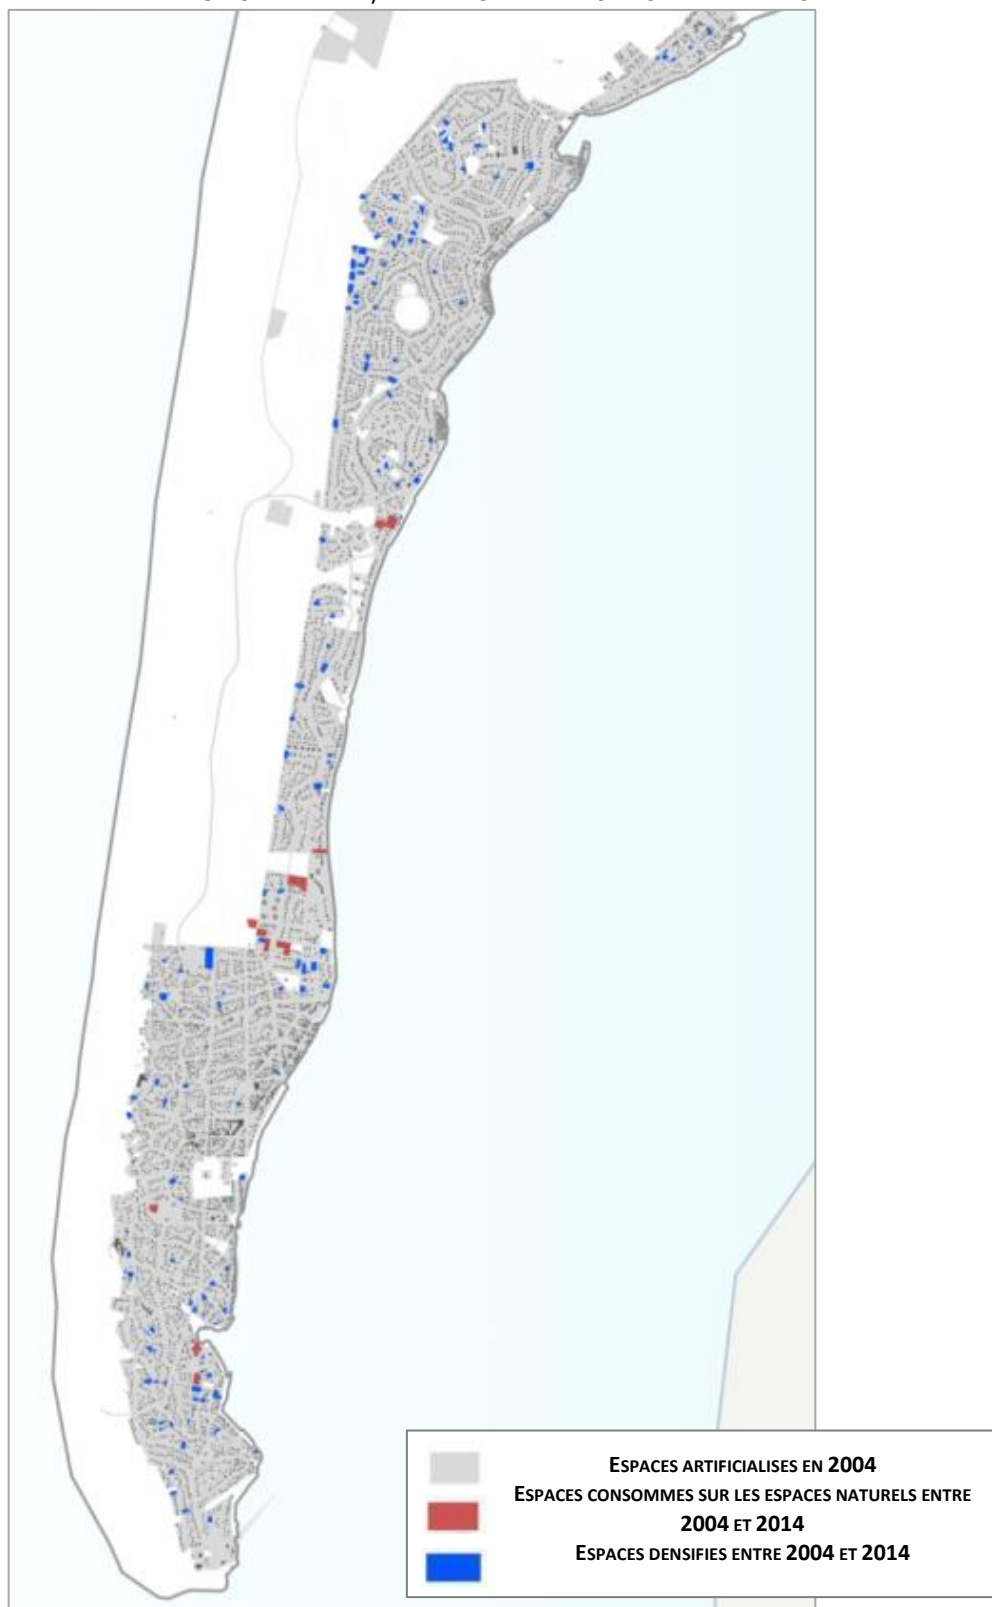 ESPACES ARTIFICIALISES EN 2004
ESPACES CONSOMMES SUR LES ESPACES NATURELS ENTRE
2004 ET 2014
ESPACES DENSIFIES ENTRE 2004 ET 2014